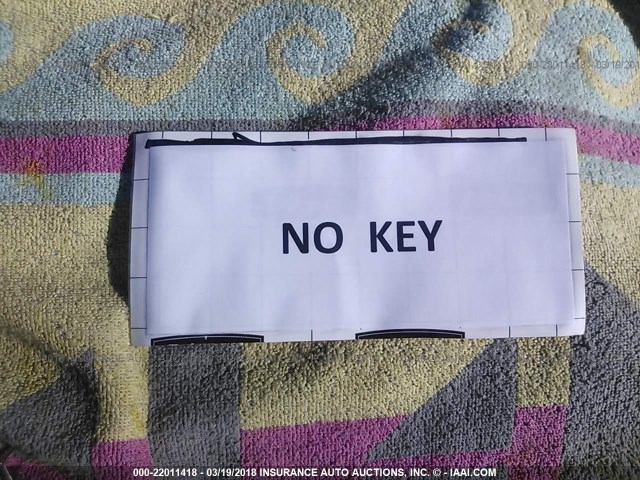 NO KEY
000-22011418 - 03/19/2018 INSURANCE AUTO AUCTIONS, INC. - © - IAAI.COM